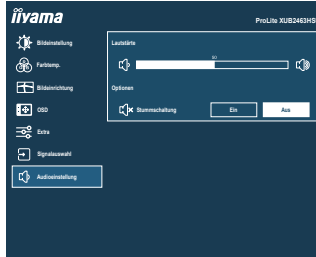 iiyama
ProLite XUB2463HS
Bildeinstellung
Farbtemp.
Bildeinrichtung
OSD
Extra
Signalauswahl
Audioeinstellung
Lautstärke
50
Optionen
Stummschaltung
Ein
Aus